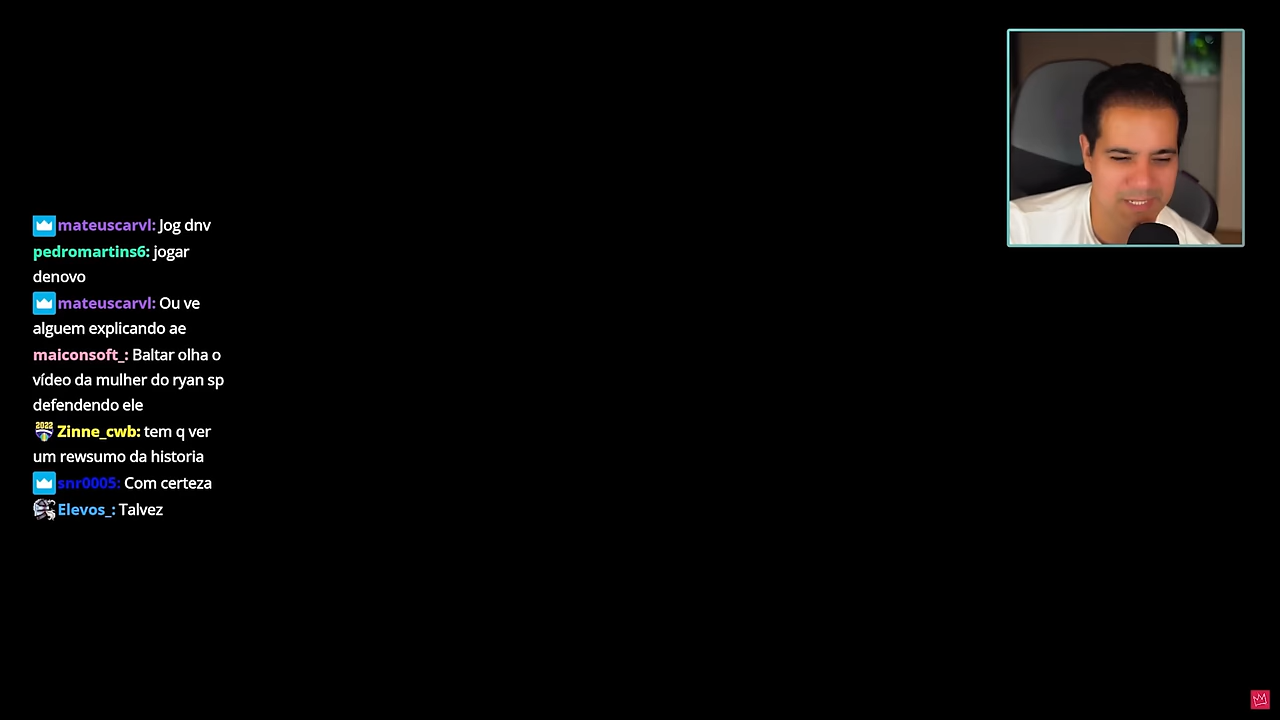 mateuscarvl: Jog dnv
pedromartins6: jogar
denovo
mateuscarvl: Ou ve
alguem explicando ae
maiconsoft_: Baltar olha o
vídeo da mulher do ryan sp
defendendo ele
2022 Zinne_cwb: tem q ver
um rewsumo da historia
snr0005: Com certeza
Elevos_: Talvez